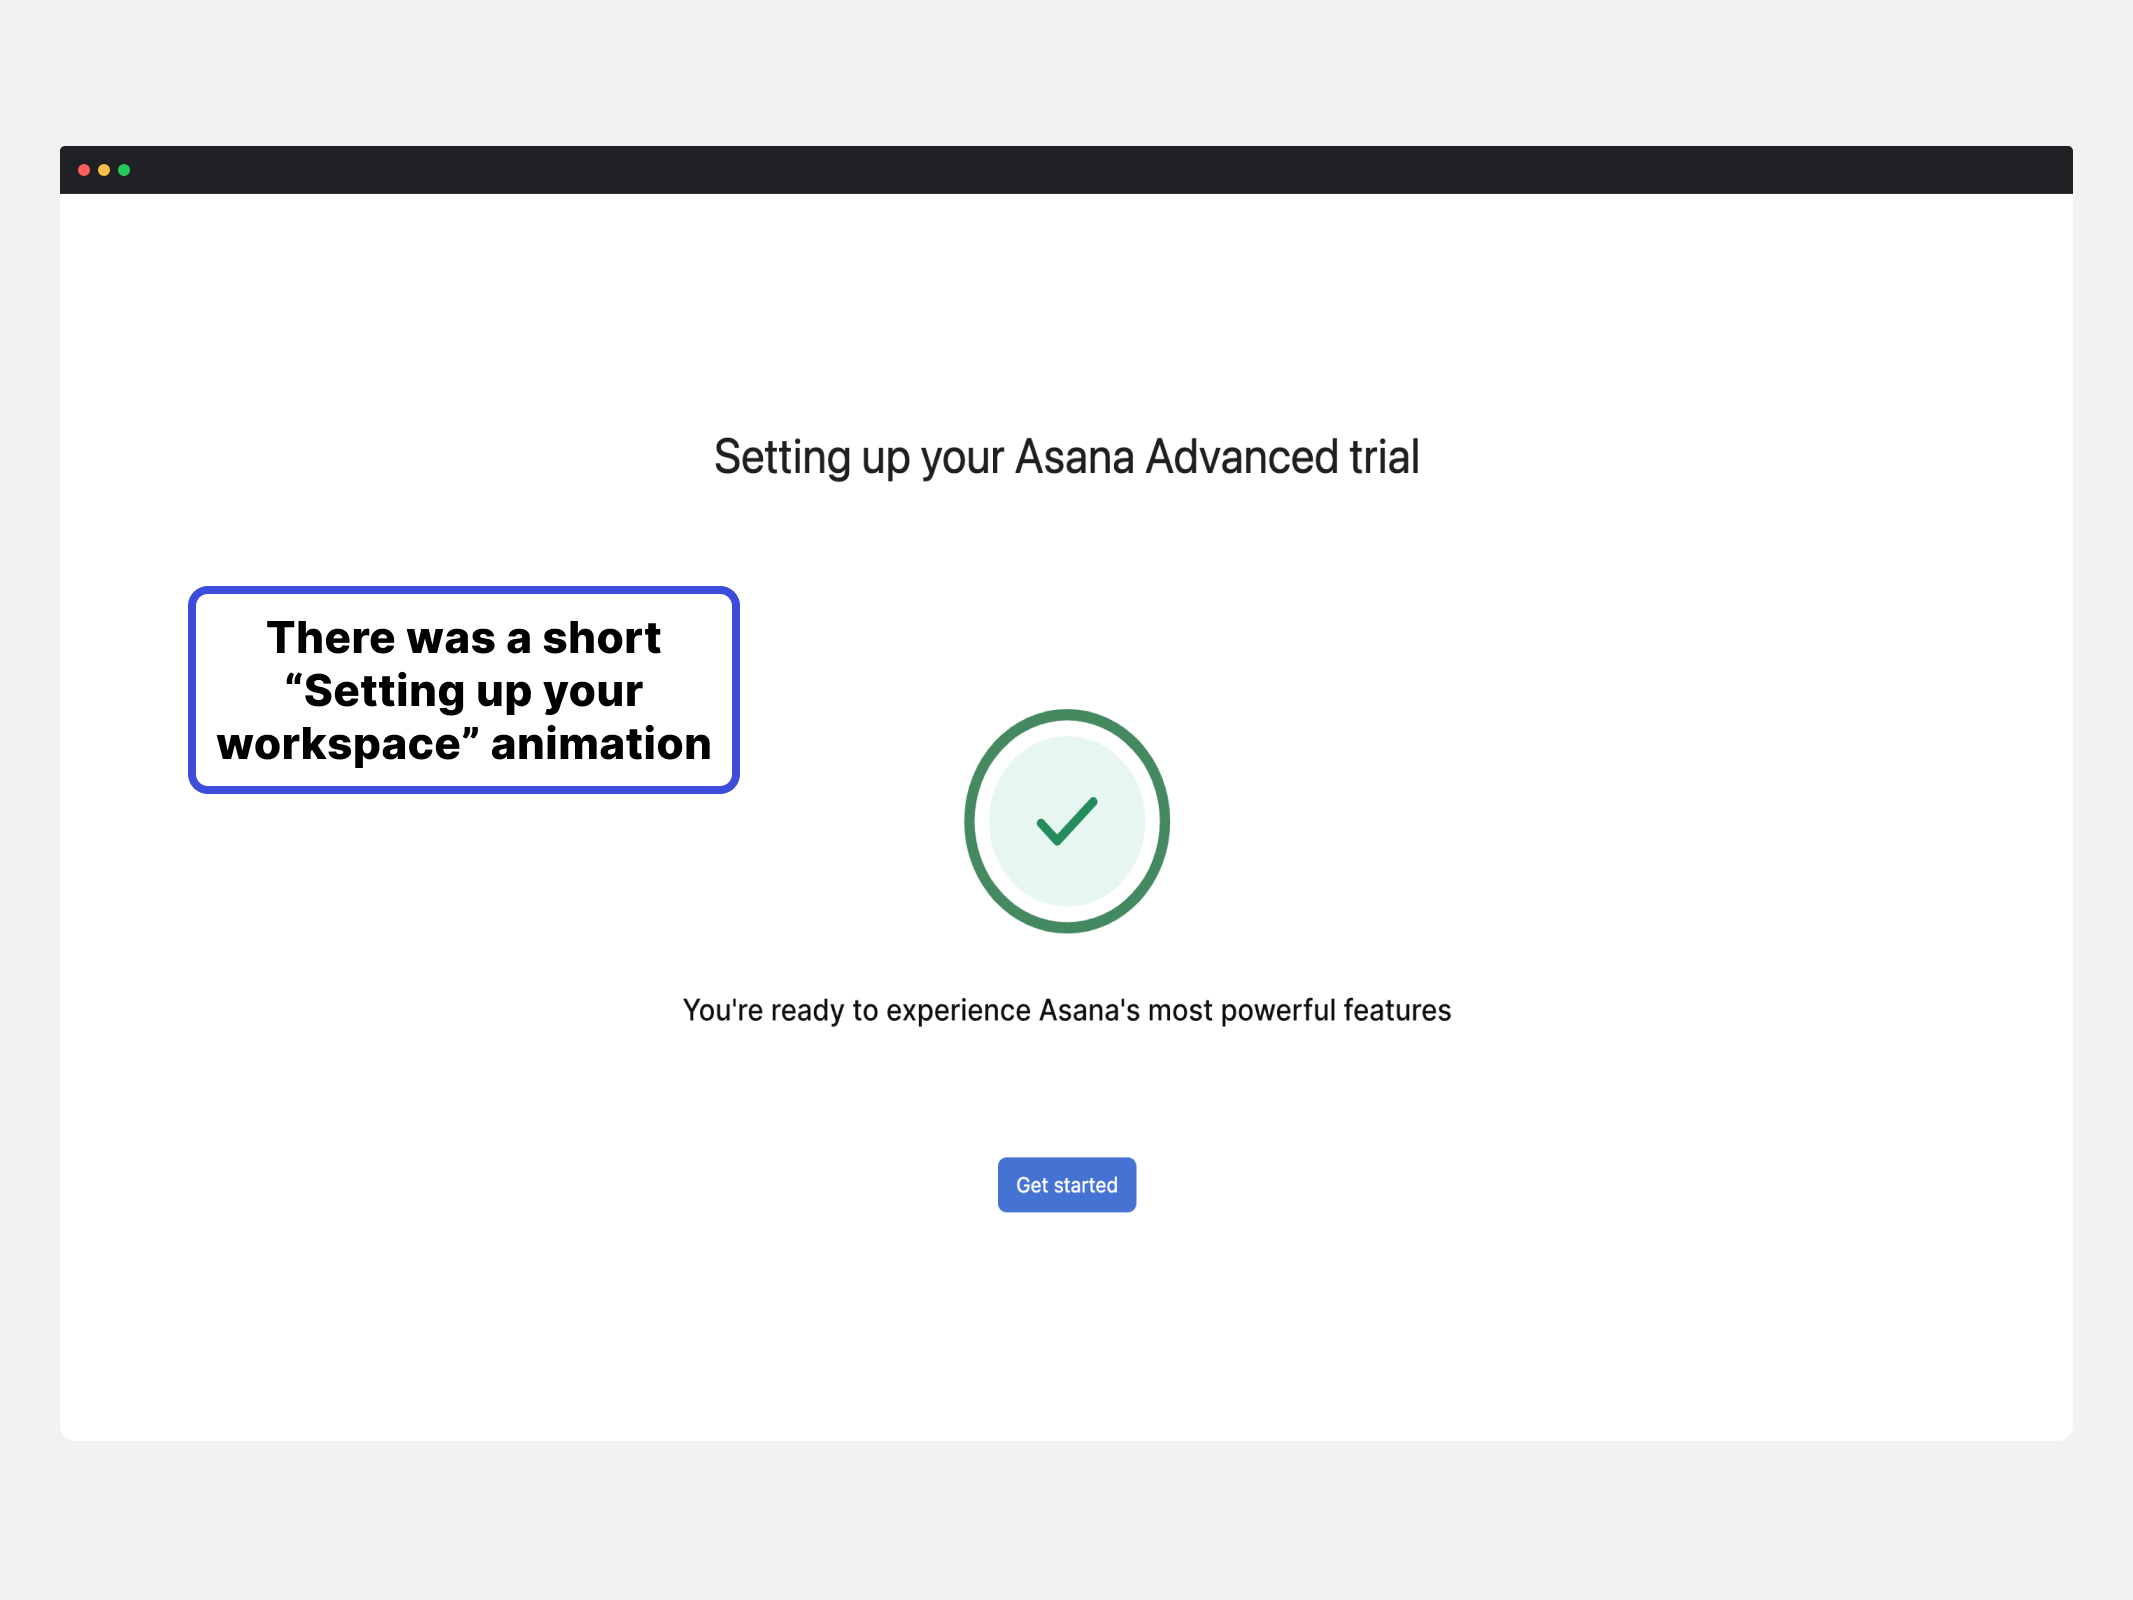 Setting up your Asana Advanced trial
There was a short
“Setting up your
workspace” animation
You're ready to experience Asana's most powerful features
Get started